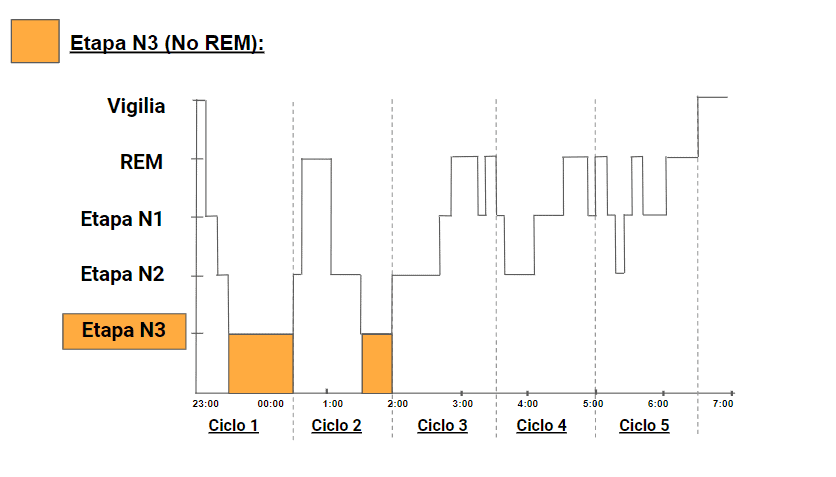 Etapa N3 (No REM):
Vigilia
REM
Etapa N1
Etapa N2
Etapa N3
23:00 00:00 1:00 2:00 3:00 4:00 5:00 6:00 7:00
Ciclo 1 Ciclo 2 Ciclo 3 Ciclo 4 Ciclo 5